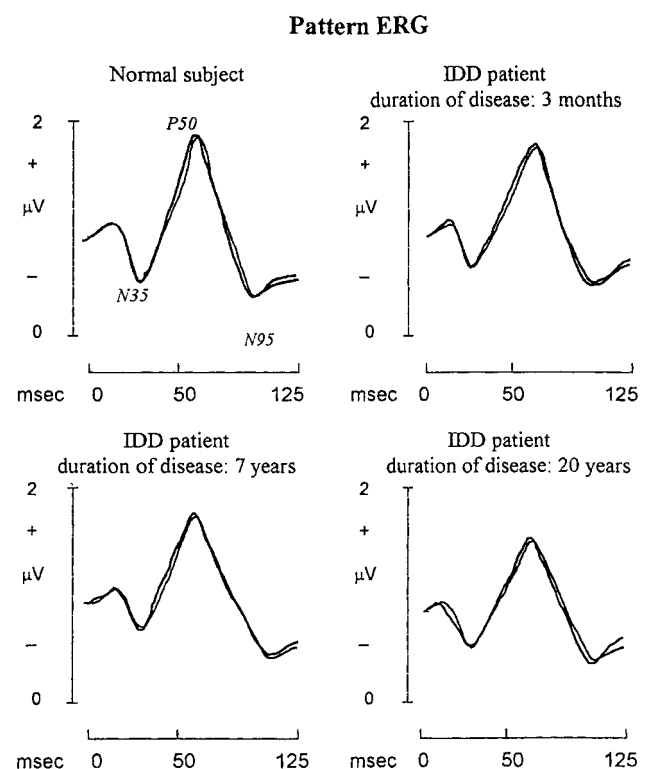 Pattern ERG
Normal subject
2
+
μV
–
0
P50
N35
N95
msec 0 50 125
IDD patient
duration of disease: 3 months
2
+
μV
–
0
msec 0 50 125
IDD patient
duration of disease: 7 years
2
+
μV
–
0
msec 0 50 125
IDD patient
duration of disease: 20 years
2
+
μV
–
0
msec 0 50 125